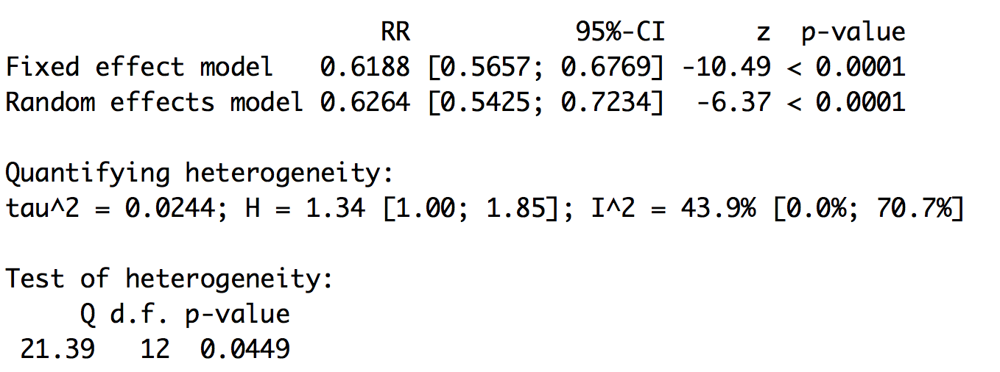 RR 95%-CI z p-value
Fixed effect model 0.6188 [0.5657; 0.6769] -10.49 < 0.0001
Random effects model 0.6264 [0.5425; 0.7234] -6.37 < 0.0001
Quantifying heterogeneity:
tau^2 = 0.0244; H = 1.34 [1.00; 1.85]; I^2 = 43.9% [0.0%; 70.7%]
Test of heterogeneity:
Q d.f. p-value
21.39 12 0.0449